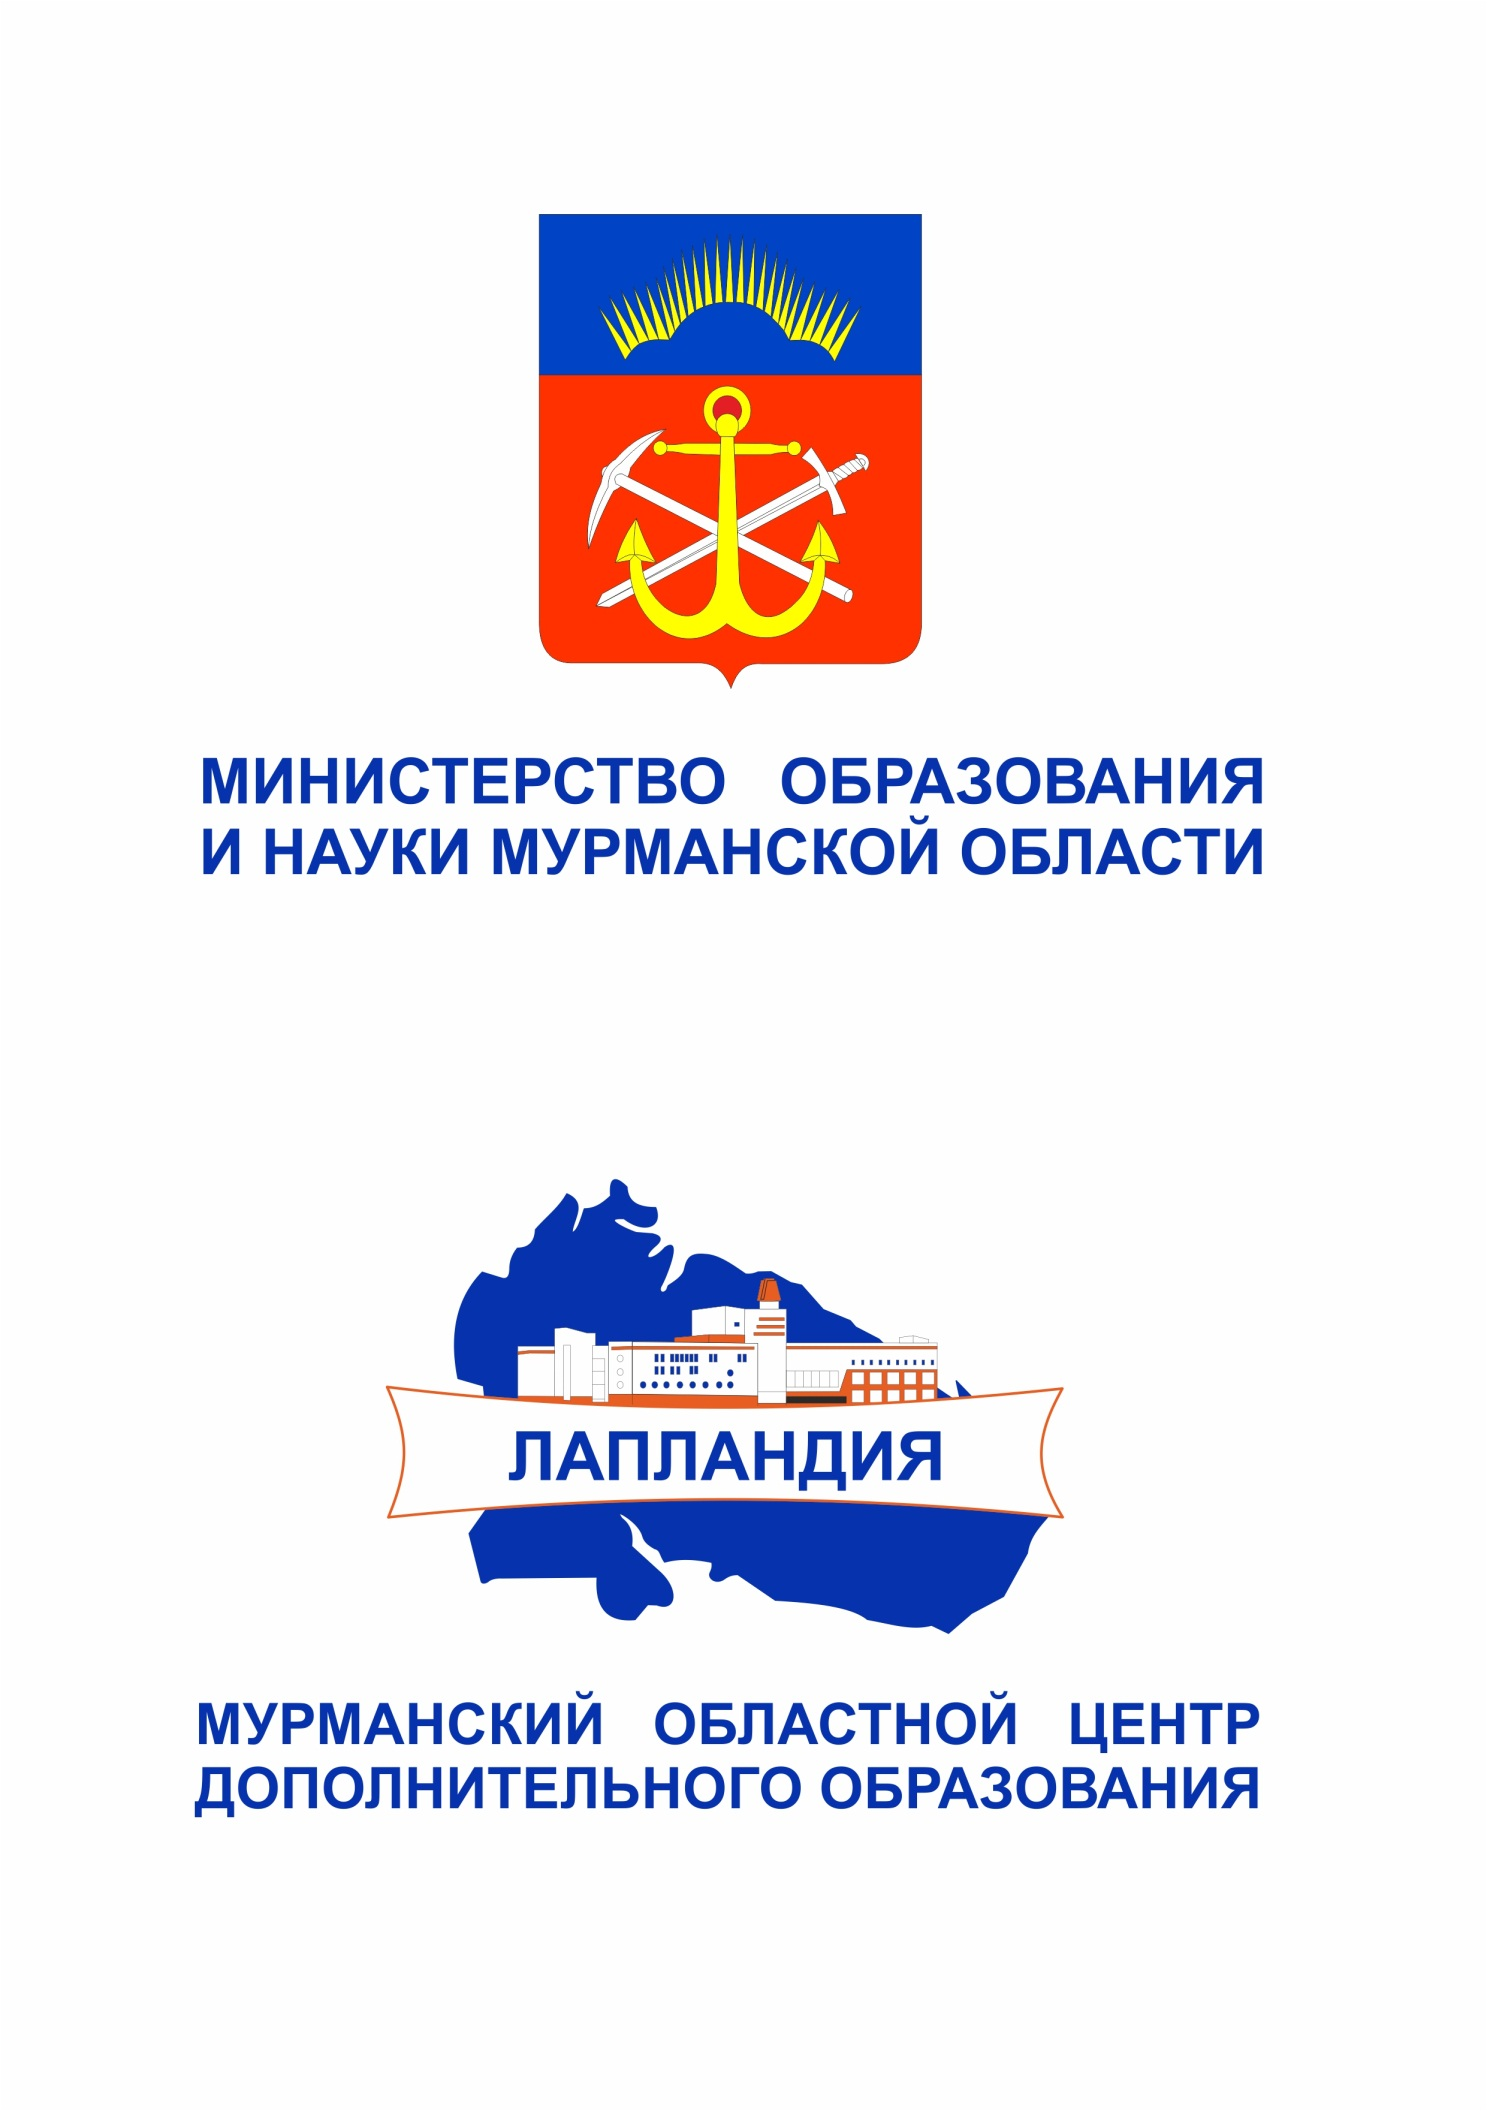 МИНИСТЕРСТВО ОБРАЗОВАНИЯ
И НАУКИ МУРМАНСКОЙ ОБЛАСТИ
ЛАПЛАНДИЯ
МУРМАНСКИЙ ОБЛАСТНОЙ ЦЕНТР
ДОПОЛНИТЕЛЬНОГО ОБРАЗОВАНИЯ